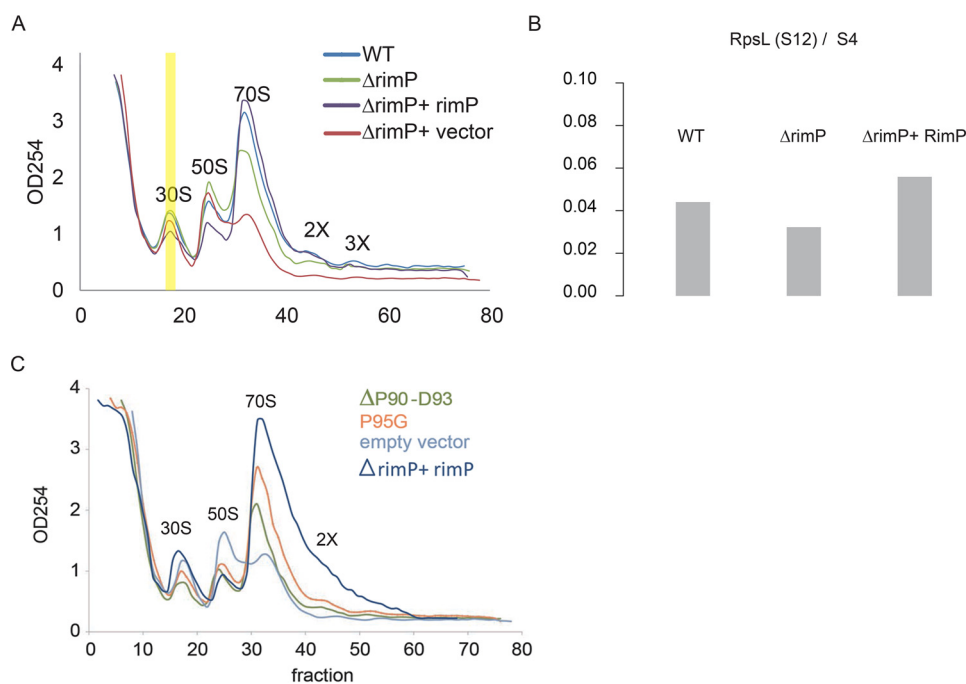 A
WT
ΔrimP
ΔrimP+ rimP
ΔrimP+ vector
OD254
4
3
2
1
0
30S
50S
70S
2X
3X
0
20
40
60
80
B
RpsL (S12) / S4
0.10
0.08
0.06
0.04
0.02
0.00
WT
ΔrimP
ΔrimP+ RimP
C
ΔP90-D93
P95G
empty vector
ΔrimP+ rimP
OD254
4
3
2
1
0
30S
50S
70S
2X
0
10
20
30
40
50
60
70
80
fraction